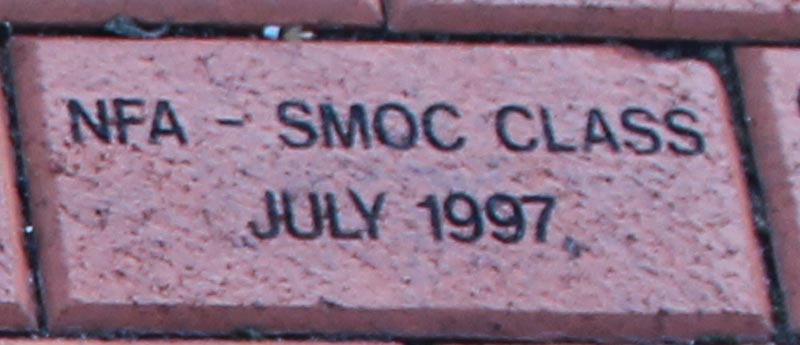 NFA - SMOC CLASS
JULY 1997